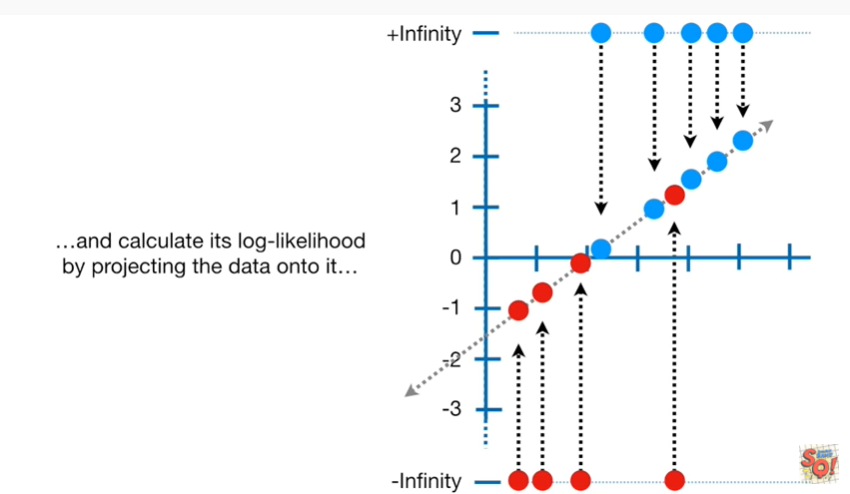 +Infinity
3
2
1
…and calculate its log-likelihood
by projecting the data onto it…
0
-1
-2
-3
-Infinity
SQ!